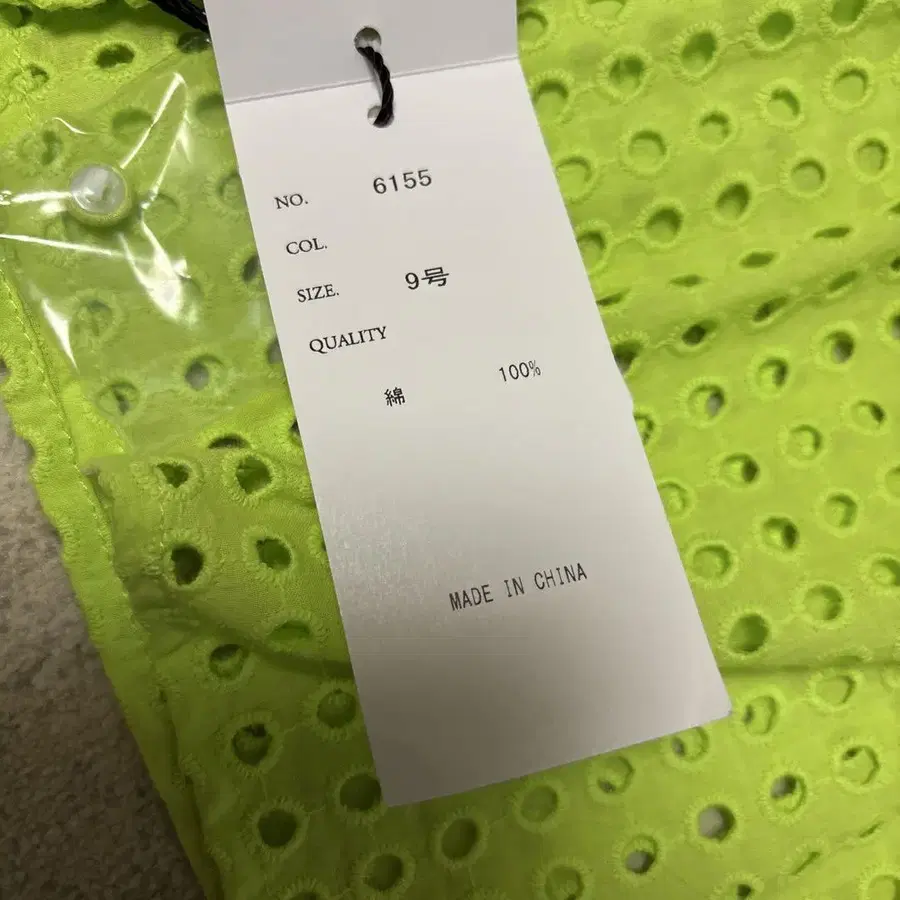 NO. 6155
COL.
SIZE. 9号
QUALITY
綿 100%
MADE IN CHINA